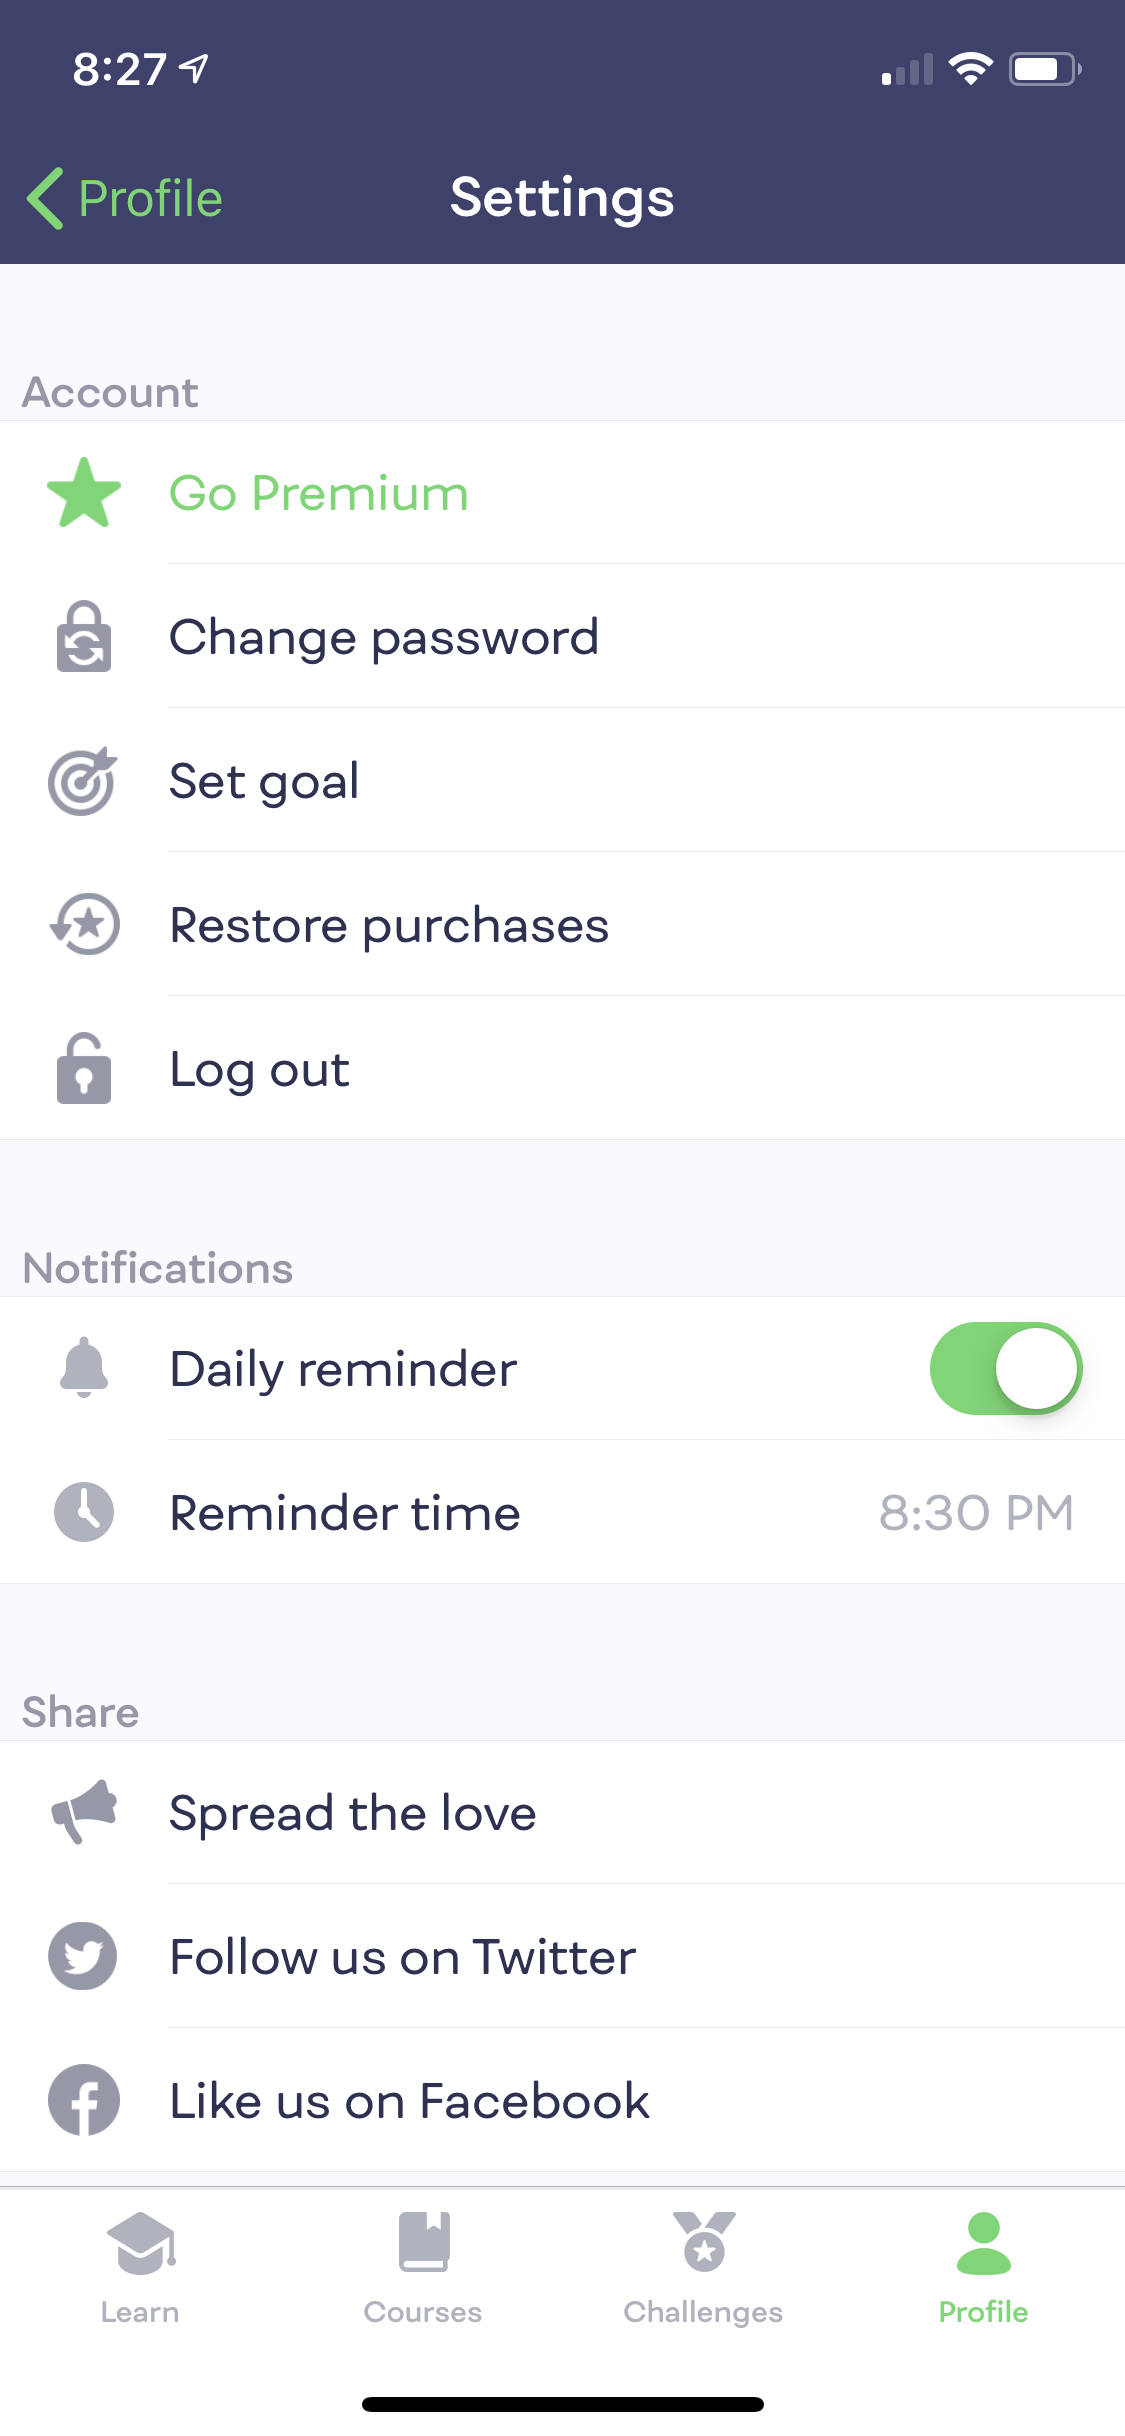 8:27
Profile
Settings
Account
Go Premium
Change password
Set goal
Restore purchases
Log out
Notifications
Daily reminder
Reminder time
8:30 PM
Share
Spread the love
Follow us on Twitter
Like us on Facebook
Learn
Courses
Challenges
Profile